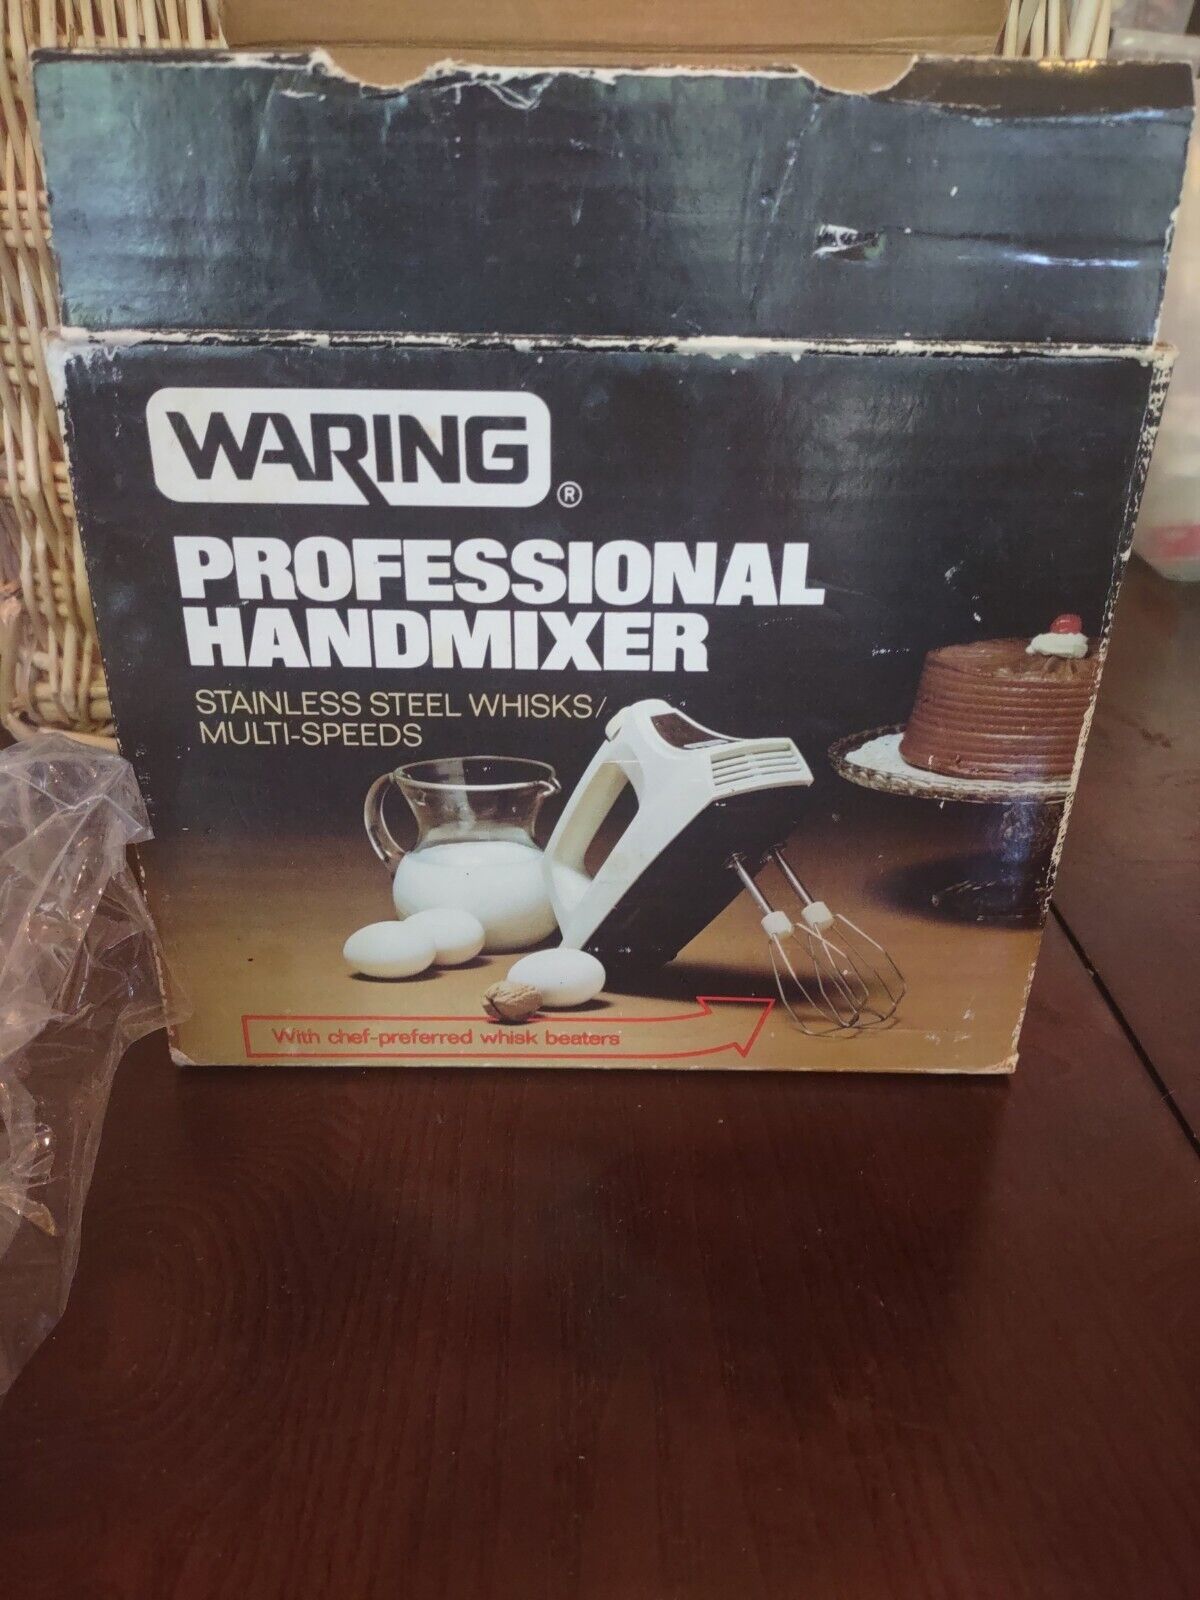 WARING®
PROFESSIONAL
HANDMIXER
STAINLESS STEEL WHISKS/
MULTI-SPEEDS
With chef-preferred whisk beaters